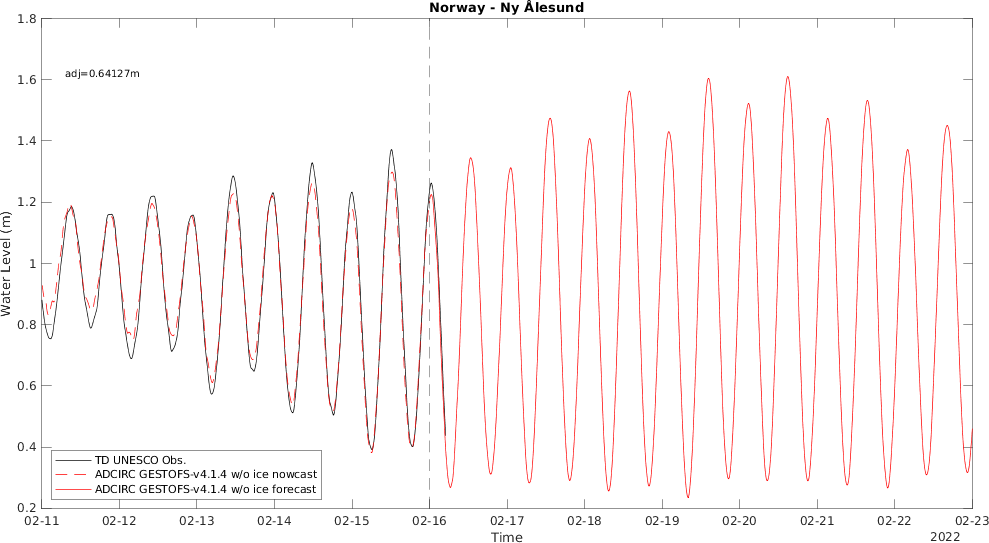 Norway - Ny Ålesund
1.8
1.6
1.4
1.2
1
0.8
0.6
0.4
0.2
Water Level (m)
adj=0.64127m
TD UNESCO Obs.
ADCIRC GESTOFS-v4.1.4 w/o ice nowcast
ADCIRC GESTOFS-v4.1.4 w/o ice forecast
02-11 02-12 02-13 02-14 02-15 02-16 02-17 02-18 02-19 02-20 02-21 02-22 02-23
Time
2022